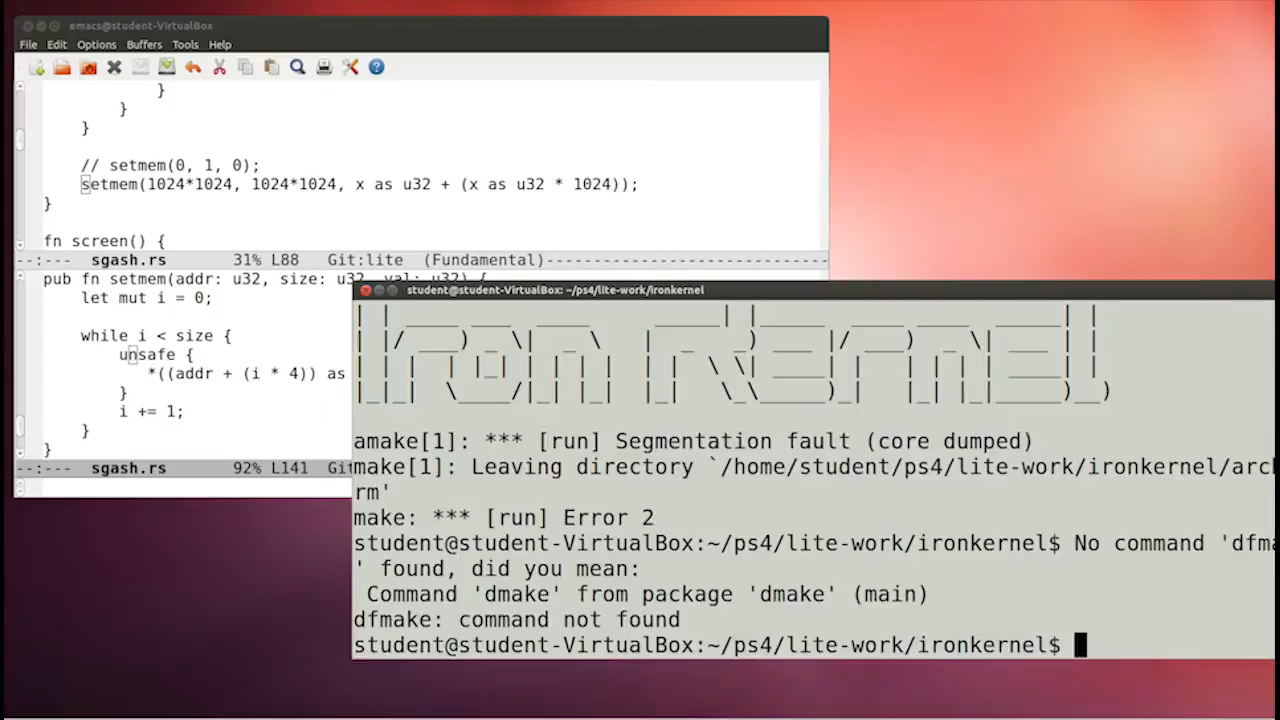 emacs@student-VirtualBox
File Edit Options Buffers Tools Help
}
}
}
// setmem(0, 1, 0);
setmem(1024*1024, 1024*1024, x as u32 + (x as u32 * 1024));
}
fn screen() {
--:--- sgash.rs 31% L88 Git:lite (Fundamental)--------------------------------
pub fn setmem(addr: u32, size: u32, val: u32) {
let mut i = 0;
while i < size {
unsafe {
*((addr + (i * 4)) as
}
i += 1;
}
}
--:--- sgash.rs 92% L141 Git
student@student-VirtualBox: ~/ps4/lite-work/ironkernel
Iron Kernel
amake[1]: *** [run] Segmentation fault (core dumped)
make[1]: Leaving directory `/home/student/ps4/lite-work/ironkernel/arc
rm'
make: *** [run] Error 2
student@student-VirtualBox:~/ps4/lite-work/ironkernel$ No command 'dfma
' found, did you mean:
Command 'dmake' from package 'dmake' (main)
dfmake: command not found
student@student-VirtualBox:~/ps4/lite-work/ironkernel$